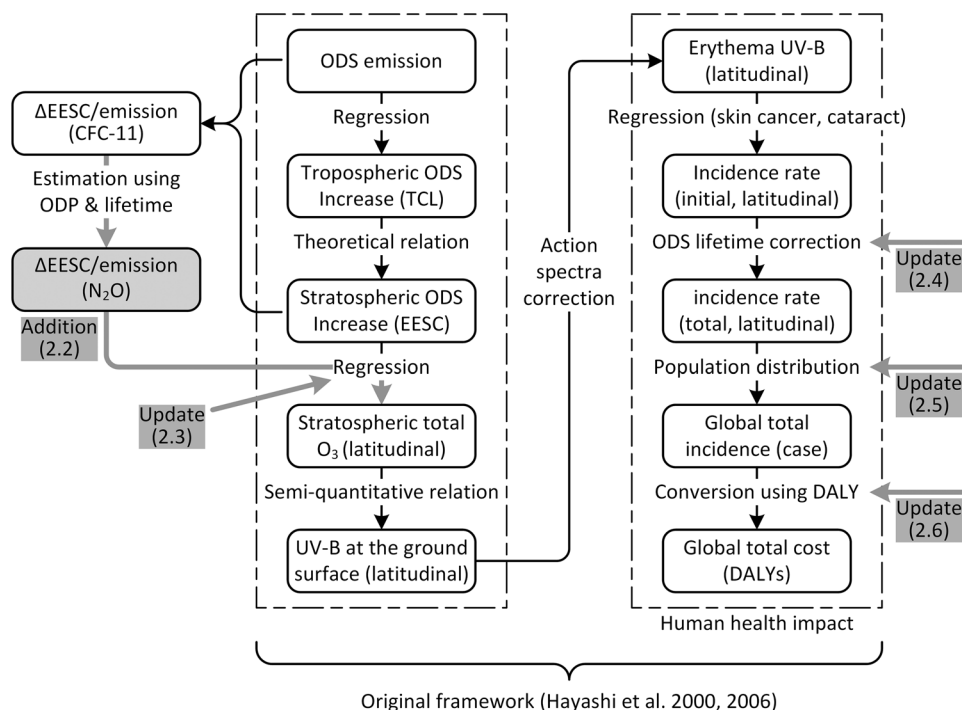 ODS emission
Regression
Tropospheric ODS
Increase (TCL)
Theoretical relation
Stratospheric ODS
Increase (EESC)
Regression
Stratospheric total
O₃ (latitudinal)
Semi-quantitative relation
UV-B at the ground
surface (latitudinal)
ΔEESC/emission
(CFC-11)
Estimation using
ODP & lifetime
ΔEESC/emission
(N₂O)
Addition
(2.2)
Update
(2.3)
Action
spectra
correction
Erythema UV-B
(latitudinal)
Regression (skin cancer, cataract)
Incidence rate
(initial, latitudinal)
ODS lifetime correction
Update
(2.4)
incidence rate
(total, latitudinal)
Population distribution
Update
(2.5)
Global total
incidence (case)
Conversion using DALY
Update
(2.6)
Global total cost
(DALYs)
Human health impact
Original framework (Hayashi et al. 2000, 2006)